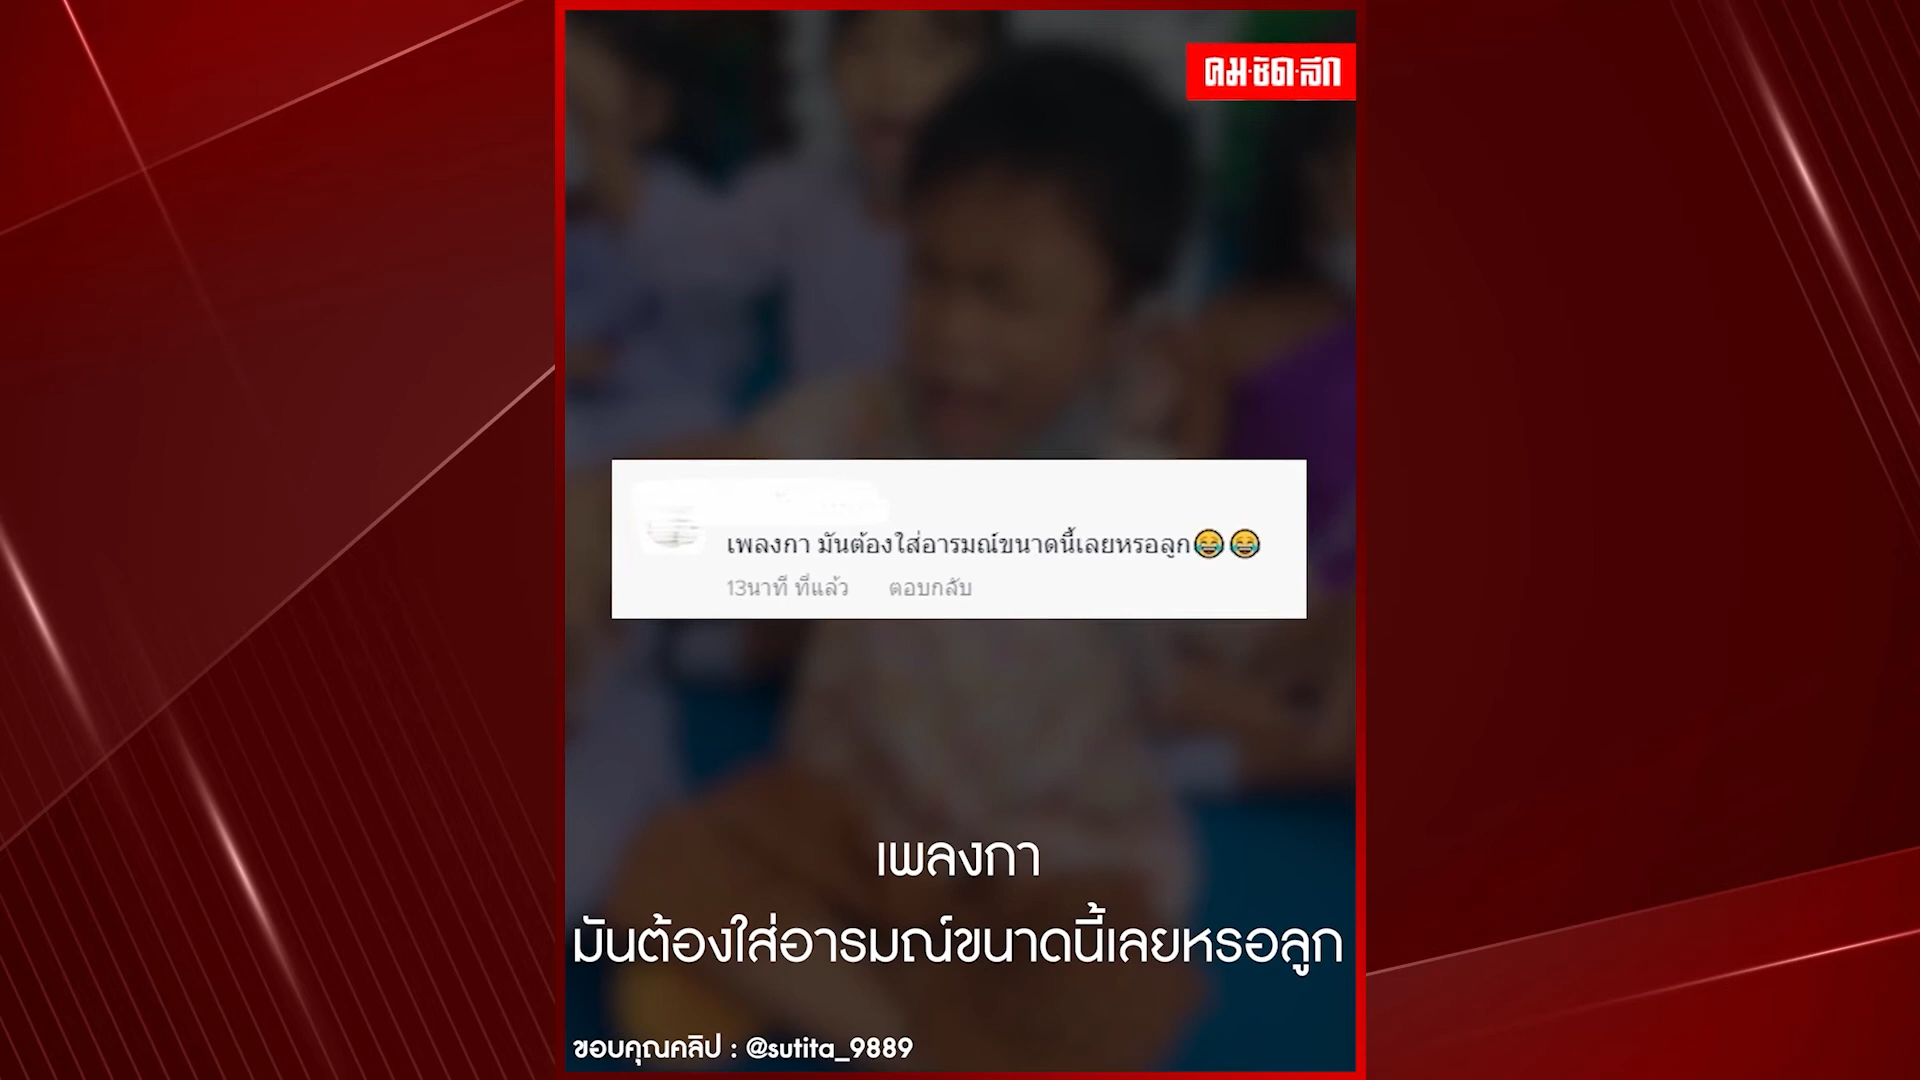 คม·ชัด·ลึก
เพลงกา มันต้องใส่อารมณ์ขนาดนี้เลยหรอลูก😂😂
13นาที ที่แล้ว ตอบกลับ
เพลงกา
มันต้องใส่อารมณ์ขนาดนี้เลยหรอลูก
ขอบคุณคลิป : @sutita_9889